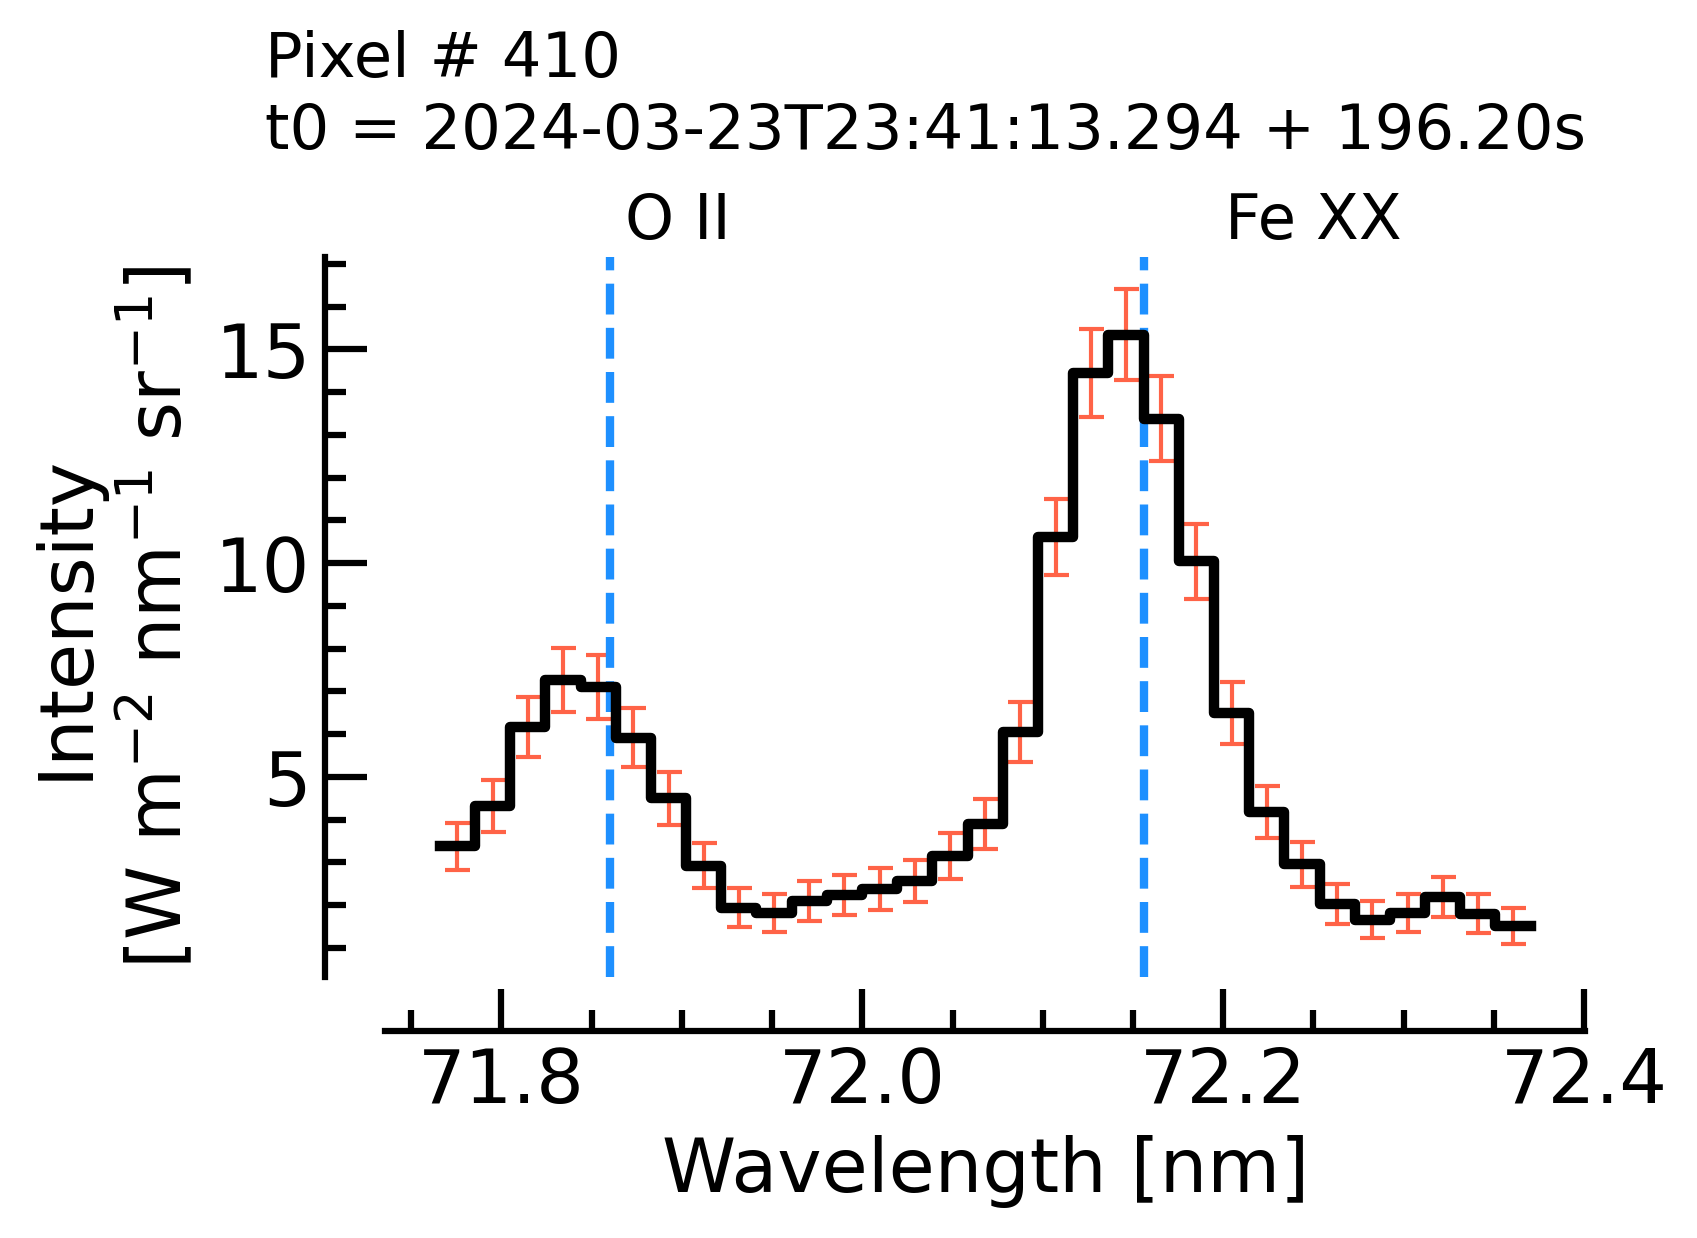 Pixel # 410
t0 = 2024-03-23T23:41:13.294 + 196.20s
O II
Fe XX
Intensity
[W m⁻² nm⁻¹ sr⁻¹]
15
10
5
71.8
72.0
72.2
72.4
Wavelength [nm]